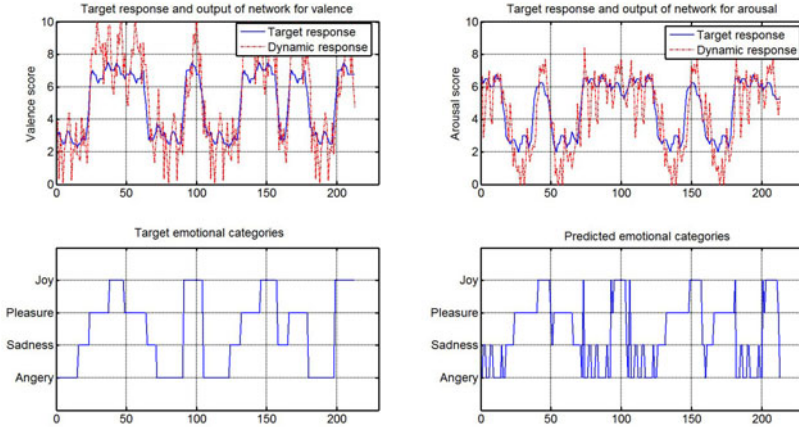 Target response and output of network for valence
10
8
6
4
2
0
Valence score
Target response
Dynamic response
0 50 100 150 200
Target response and output of network for arousal
10
8
6
4
2
0
Arousal score
Target response
Dynamic response
0 50 100 150 200
Target emotional categories
Joy
Pleasure
Sadness
Angery
0 50 100 150 200
Predicted emotional categories
Joy
Pleasure
Sadness
Angery
0 50 100 150 200